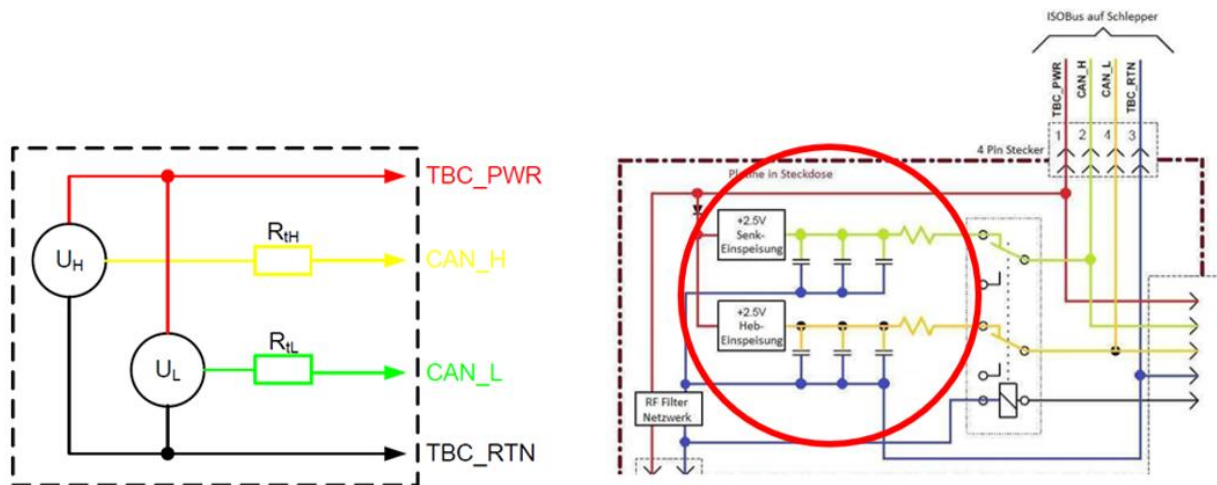 TBC_PWR
U_H
R_tH
CAN_H
U_L
R_tL
CAN_L
TBC_RTN
ISOBus auf Schlepper
TBC_PWR
CAN_H
CAN_L
TBC_RTN
1
2
4
3
4 Pin Stecker
Platine in Steckdose
+2.5V
Senk-
Einspeisung
+2.5V
Heb-
Einspeisung
RF Filter
Netzwerk